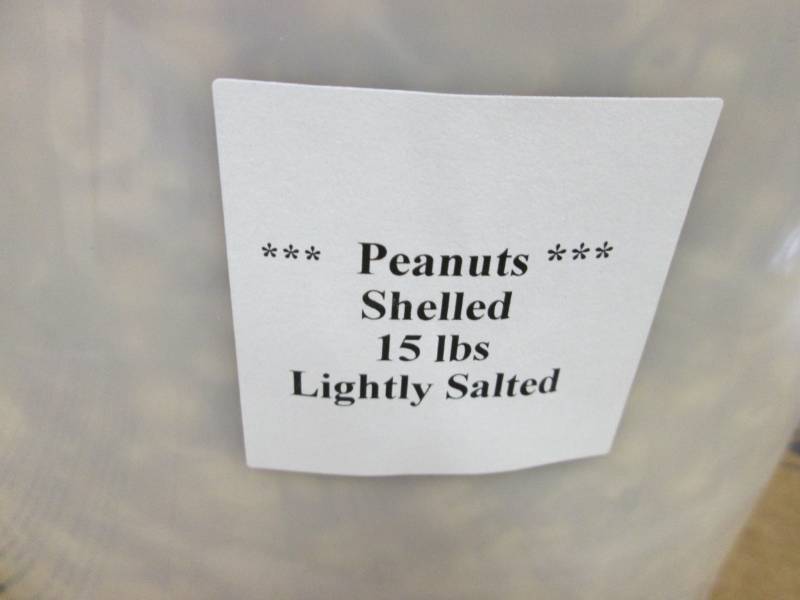 *** Peanuts ***
Shelled
15 lbs
Lightly Salted